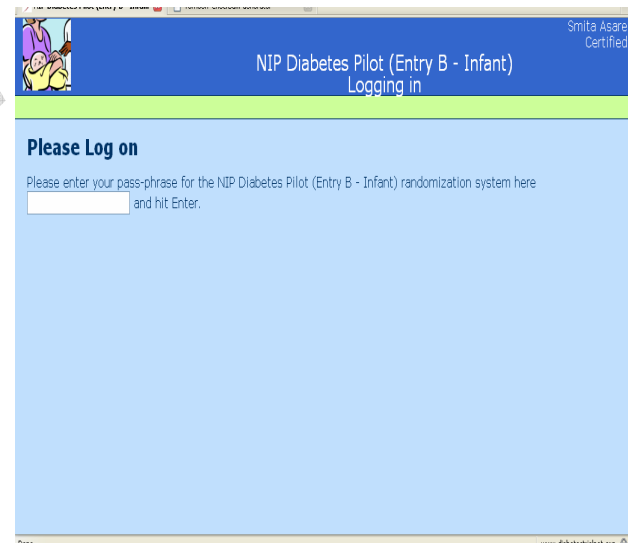 Smita Asare
Certified
NIP Diabetes Pilot (Entry B - Infant)
Logging in
Please Log on
Please enter your pass-phrase for the NIP Diabetes Pilot (Entry B - Infant) randomization system here
and hit Enter.